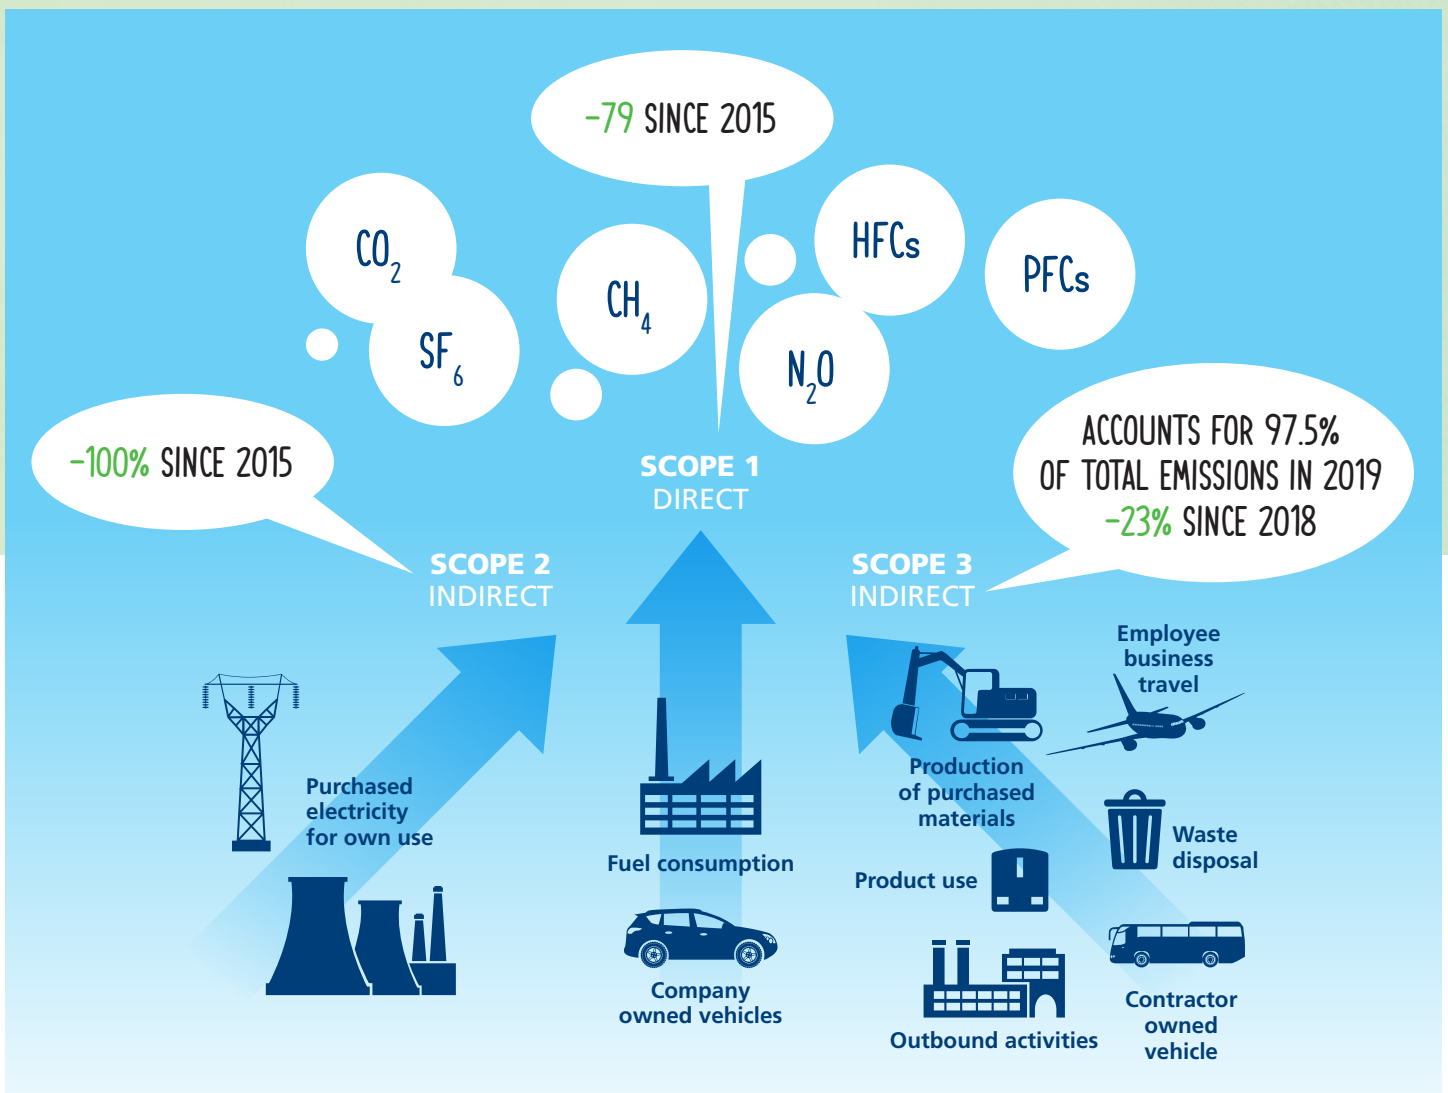 -79 SINCE 2015
CO₂
SF₆
CH₄
HFCs
N₂O
PFCs
-100% SINCE 2015
ACCOUNTS FOR 97.5%
OF TOTAL EMISSIONS IN 2019
-23% SINCE 2018
SCOPE 1
DIRECT
SCOPE 2
INDIRECT
SCOPE 3
INDIRECT
Purchased
electricity
for own use
Fuel consumption
Company
owned vehicles
Employee
business
travel
Production
of purchased
materials
Waste
disposal
Product use
Outbound activities
Contractor
owned
vehicle